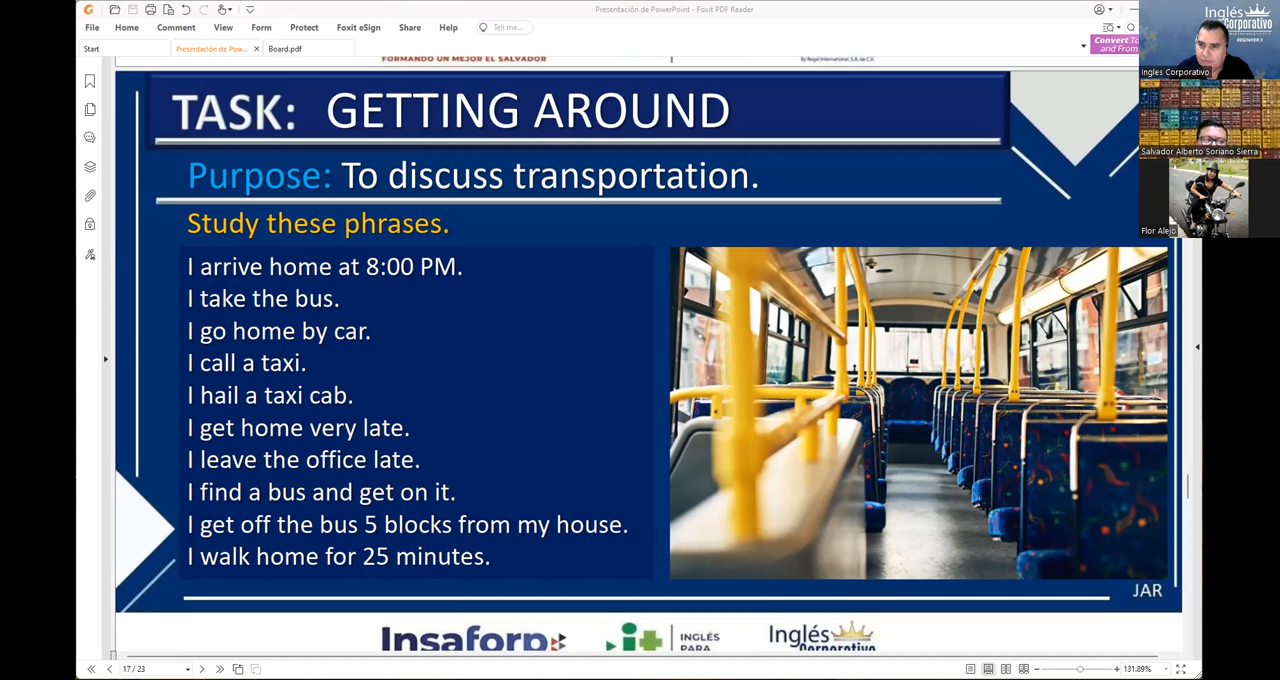 Presentación de PowerPoint - Foxit PDF Reader
File Home Comment View Form Protect Foxit eSign Share Help Tell me...
Start Presentación de Pow... Board.pdf
Convert To
and From
FORMANDO UN MEJOR EL SALVADOR
By Regal International, S.A. de C.V.
Inglés
Corporativo
BEGINNER 3
Ingles Corporativo
Salvador Alberto Soriano Sierra
Flor Alejo
TASK: GETTING AROUND
Purpose: To discuss transportation.
Study these phrases.
I arrive home at 8:00 PM.
I take the bus.
I go home by car.
I call a taxi.
I hail a taxi cab.
I get home very late.
I leave the office late.
I find a bus and get on it.
I get off the bus 5 blocks from my house.
I walk home for 25 minutes.
JAR
Insaforp
INGLÉS
PARA
Inglés
Corporativo
17 / 23
131.89%